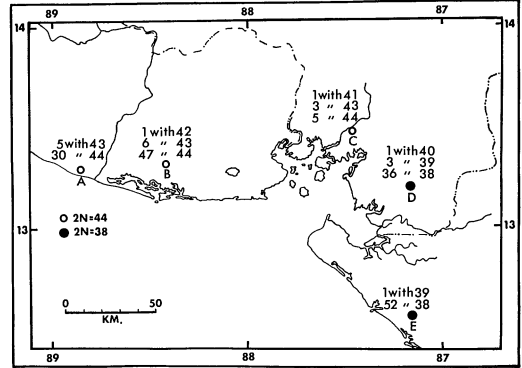 89
88
87
14
14
1 with 41
3 " 43
5 " 44
C
5 with 43
30 " 44
A
1 with 42
6 " 43
47 " 44
B
1 with 40
3 " 39
36 " 38
D
13
13
2N=44
2N=38
0 50
KM.
1 with 39
52 " 38
E
89
88
87